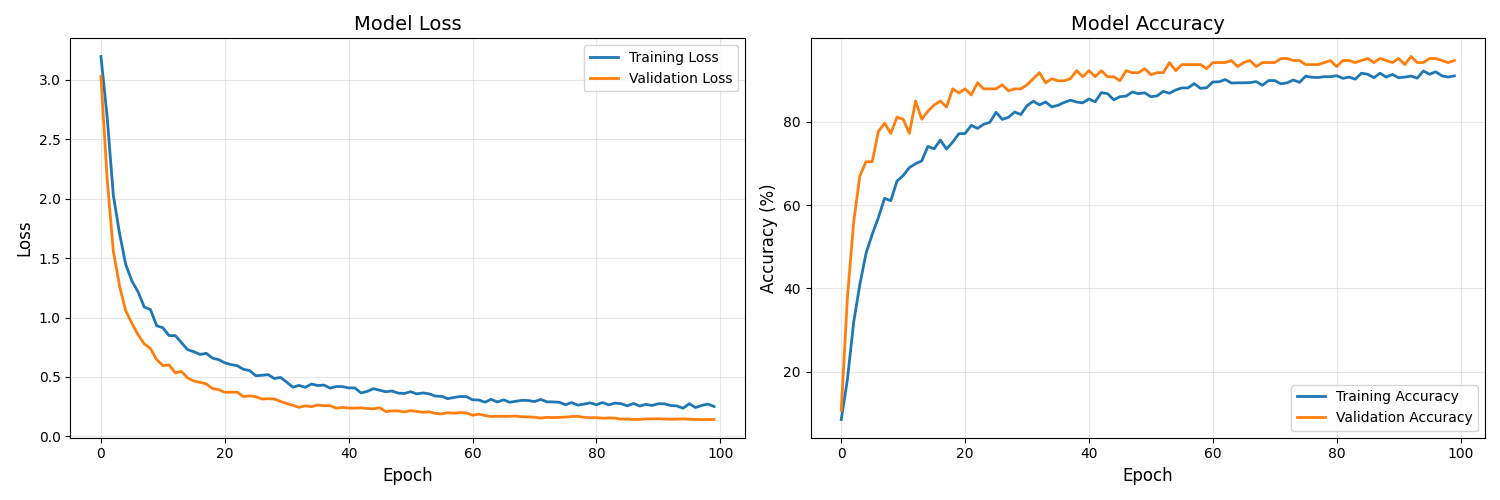 Model Loss
3.0
2.5
2.0
1.5
1.0
0.5
0.0
Loss
Training Loss
Validation Loss
0 20 40 60 80 100
Epoch
Model Accuracy
80
60
40
20
Accuracy (%)
Training Accuracy
Validation Accuracy
0 20 40 60 80 100
Epoch